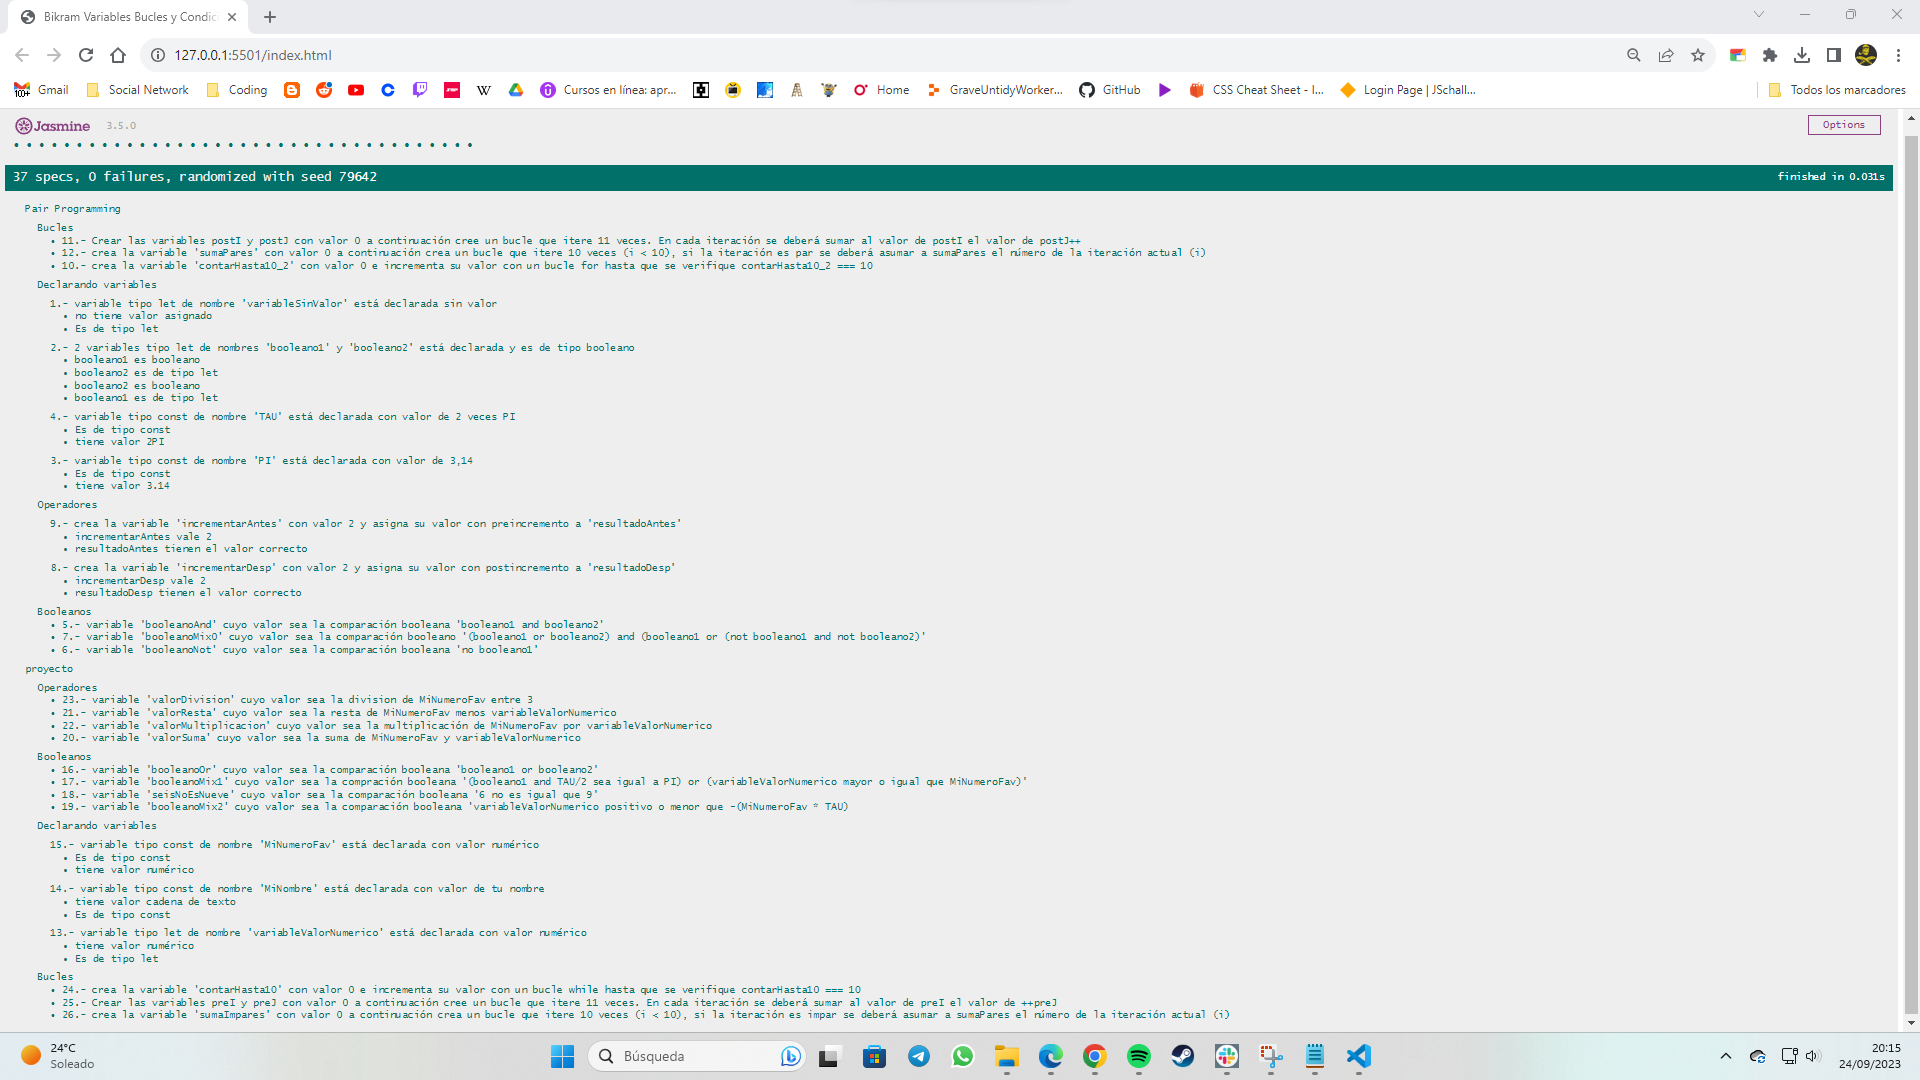 Bikram Variables Bucles y Condic
127.0.0.1:5501/index.html
Gmail
Social Network
Coding
Cursos en línea: apr...
Home
GraveUntidyWorker...
GitHub
CSS Cheat Sheet - I...
Login Page | JSchall...
Todos los marcadores
Jasmine 3.5.0
Options
37 specs, 0 failures, randomized with seed 79642
finished in 0.031s
Pair Programming
Bucles
• 11.- Crear las variables postI y postJ con valor 0 a continuación cree un bucle que itere 11 veces. En cada iteración se deberá sumar al valor de postI el valor de postJ++
• 12.- crea la variable 'sumaPares' con valor 0 a continuación crea un bucle que itere 10 veces (i < 10), si la iteración es par se deberá asumar a sumaPares el número de la iteración actual (i)
• 10.- crea la variable 'contarHasta10_2' con valor 0 e incrementa su valor con un bucle for hasta que se verifique contarHasta10_2 === 10
Declarando variables
1.- variable tipo let de nombre 'variableSinValor' está declarada sin valor
• no tiene valor asignado
• Es de tipo let
2.- 2 variables tipo let de nombres 'booleano1' y 'booleano2' está declarada y es de tipo booleano
• booleano1 es booleano
• booleano2 es de tipo let
• booleano2 es booleano
• booleano1 es de tipo let
4.- variable tipo const de nombre 'TAU' está declarada con valor de 2 veces PI
• Es de tipo const
• tiene valor 2PI
3.- variable tipo const de nombre 'PI' está declarada con valor de 3,14
• Es de tipo const
• tiene valor 3.14
Operadores
9.- crea la variable 'incrementarAntes' con valor 2 y asigna su valor con preincremento a 'resultadoAntes'
• incrementarAntes vale 2
• resultadoAntes tienen el valor correcto
8.- crea la variable 'incrementarDesp' con valor 2 y asigna su valor con postincremento a 'resultadoDesp'
• incrementarDesp vale 2
• resultadoDesp tienen el valor correcto
Booleanos
• 5.- variable 'booleanoAnd' cuyo valor sea la comparación booleana 'booleano1 and booleano2'
• 7.- variable 'booleanoMix0' cuyo valor sea la comparación booleano '(booleano1 or booleano2) and (booleano1 or (not booleano1 and not booleano2)'
• 6.- variable 'booleanoNot' cuyo valor sea la comparación booleana 'no booleano1'
proyecto
Operadores
• 23.- variable 'valorDivision' cuyo valor sea la division de MiNumeroFav entre 3
• 21.- variable 'valorResta' cuyo valor sea la resta de MiNumeroFav menos variableValorNumerico
• 22.- variable 'valorMultiplicacion' cuyo valor sea la multiplicación de MiNumeroFav por variableValorNumerico
• 20.- variable 'valorSuma' cuyo valor sea la suma de MiNumeroFav y variableValorNumerico
Booleanos
• 16.- variable 'booleanoOr' cuyo valor sea la comparación booleana 'booleano1 or booleano2'
• 17.- variable 'booleanoMix1' cuyo valor sea la compración booleana '(booleano1 and TAU/2 sea igual a PI) or (variableValorNumerico mayor o igual que MiNumeroFav)'
• 18.- variable 'seisNoEsNueve' cuyo valor sea la comparación booleana '6 no es igual que 9'
• 19.- variable 'booleanoMix2' cuyo valor sea la comparación booleana 'variableValorNumerico positivo o menor que -(MiNumeroFav * TAU)
Declarando variables
15.- variable tipo const de nombre 'MiNumeroFav' está declarada con valor numérico
• Es de tipo const
• tiene valor numérico
14.- variable tipo const de nombre 'MiNombre' está declarada con valor de tu nombre
• tiene valor cadena de texto
• Es de tipo const
13.- variable tipo let de nombre 'variableValorNumerico' está declarada con valor numérico
• tiene valor numérico
• Es de tipo let
Bucles
• 24.- crea la variable 'contarHasta10' con valor 0 e incrementa su valor con un bucle while hasta que se verifique contarHasta10 === 10
• 25.- Crear las variables preI y preJ con valor 0 a continuación cree un bucle que itere 11 veces. En cada iteración se deberá sumar al valor de preI el valor de ++preJ
• 26.- crea la variable 'sumaImpares' con valor 0 a continuación crea un bucle que itere 10 veces (i < 10), si la iteración es impar se deberá asumar a sumaPares el número de la iteración actual (i)
24°C
Soleado
Búsqueda
20:15
24/09/2023